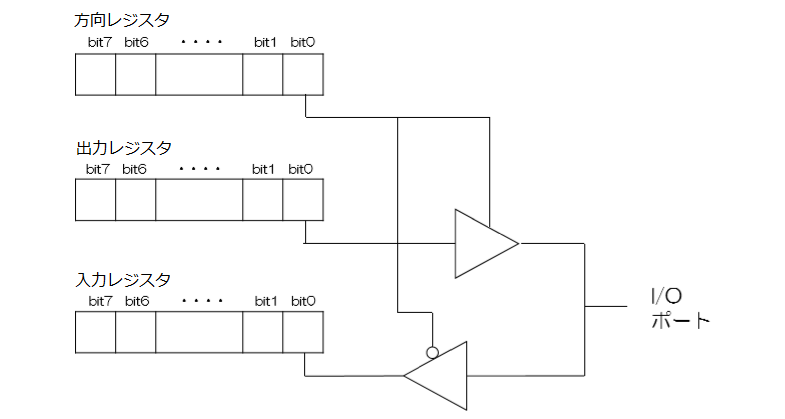 方向レジスタ
bit7 bit6 ・・・・ bit1 bit0
出力レジスタ
bit7 bit6 ・・・・ bit1 bit0
入力レジスタ
bit7 bit6 ・・・・ bit1 bit0
I/O
ポート